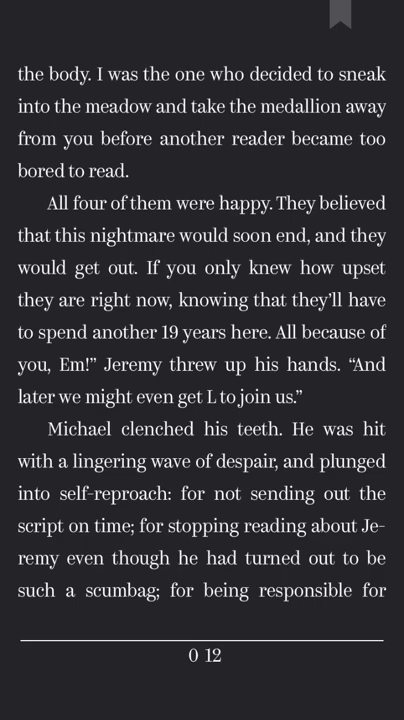 the body. I was the one who decided to sneak
into the meadow and take the medallion away
from you before another reader became too
bored to read.
All four of them were happy. They believed
that this nightmare would soon end, and they
would get out. If you only knew how upset
they are right now, knowing that they’ll have
to spend another 19 years here. All because of
you, Em!” Jeremy threw up his hands. “And
later we might even get L to join us.”
Michael clenched his teeth. He was hit
with a lingering wave of despair, and plunged
into self-reproach: for not sending out the
script on time; for stopping reading about Je-
remy even though he had turned out to be
such a scumbag; for being responsible for
0 12